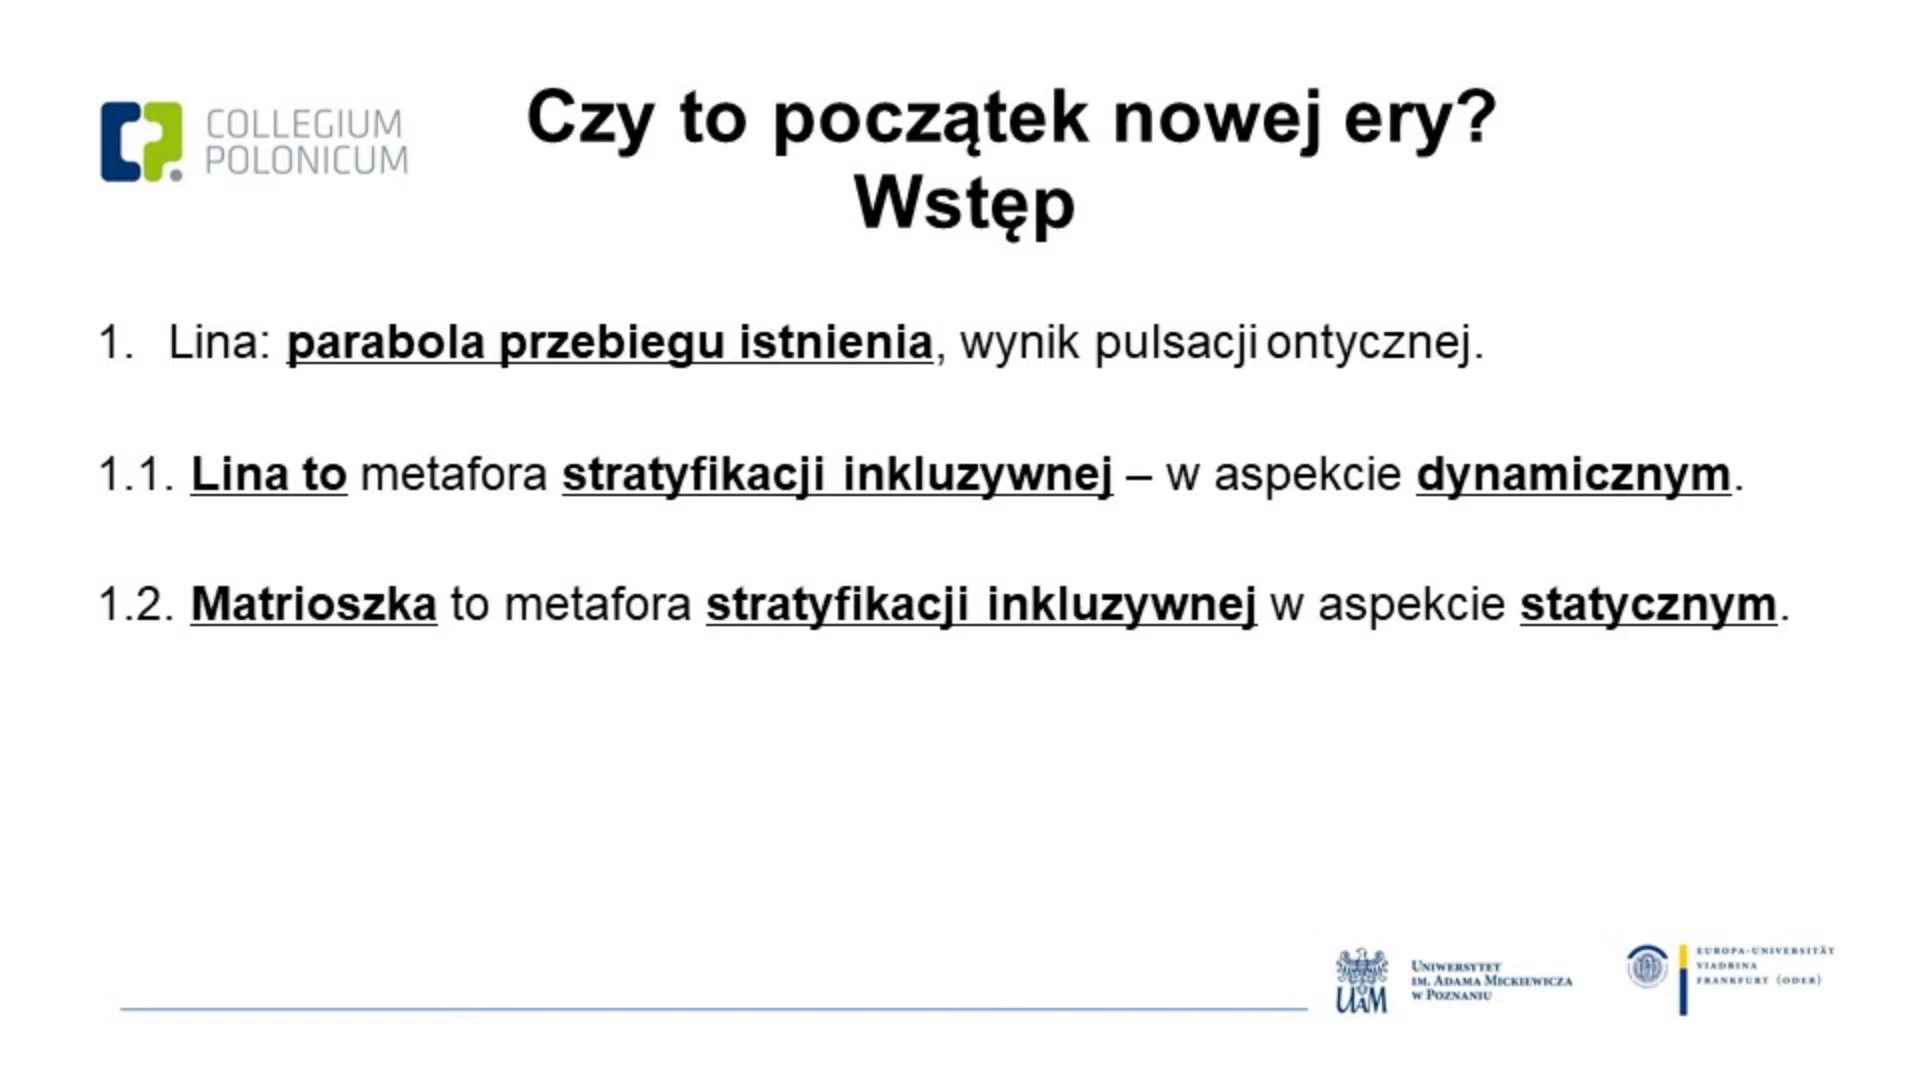 COLLEGIUM
POLONICUM
Czy to początek nowej ery?
Wstęp
1. Lina: parabola przebiegu istnienia, wynik pulsacji ontycznej.
1.1. Lina to metafora stratyfikacji inkluzywnej – w aspekcie dynamicznym.
1.2. Matrioszka to metafora stratyfikacji inkluzywnej w aspekcie statycznym.
UAM
UNIWERSYTET
IM. ADAMA MICKIEWICZA
W POZNANIU
EUROPA-UNIVERSITÄT
VIADRINA
FRANKFURT (ODER)